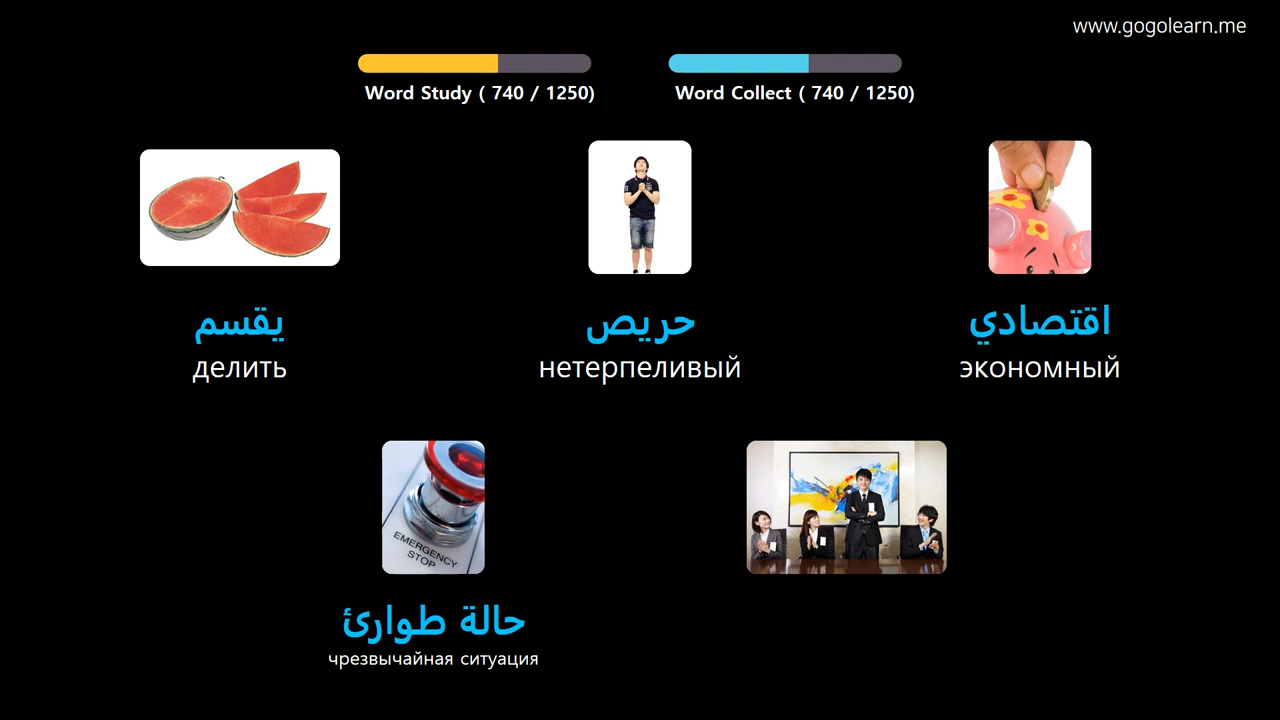 www.gogolearn.me
Word Study ( 740 / 1250)
Word Collect ( 740 / 1250)
يقسم
делить
حريص
нетерпеливый
اقتصادي
экономный
EMERGENCY
STOP
حالة طوارئ
чрезвычайная ситуация